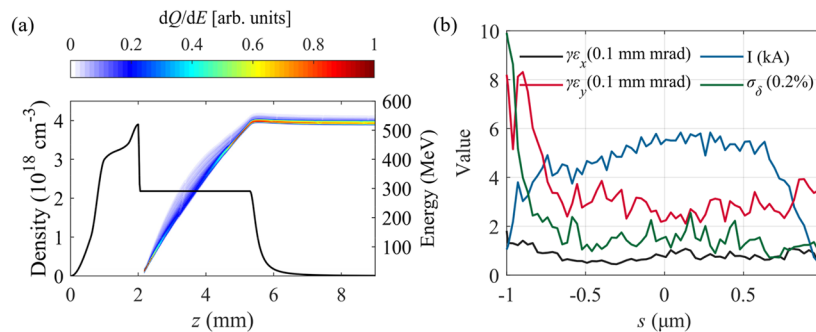 (a)
dQ/dE [arb. units]
0 0.2 0.4 0.6 0.8 1
Density (10^18 cm^-3)
4
3
2
1
0
600
500
400
300
200
100
Energy (MeV)
0 2 4 6 8
z (mm)
(b)
γε_x(0.1 mm mrad) I (kA)
γε_y(0.1 mm mrad) σ_δ (0.2%)
Value
10
8
6
4
2
0
-1 -0.5 0 0.5 1
s (μm)